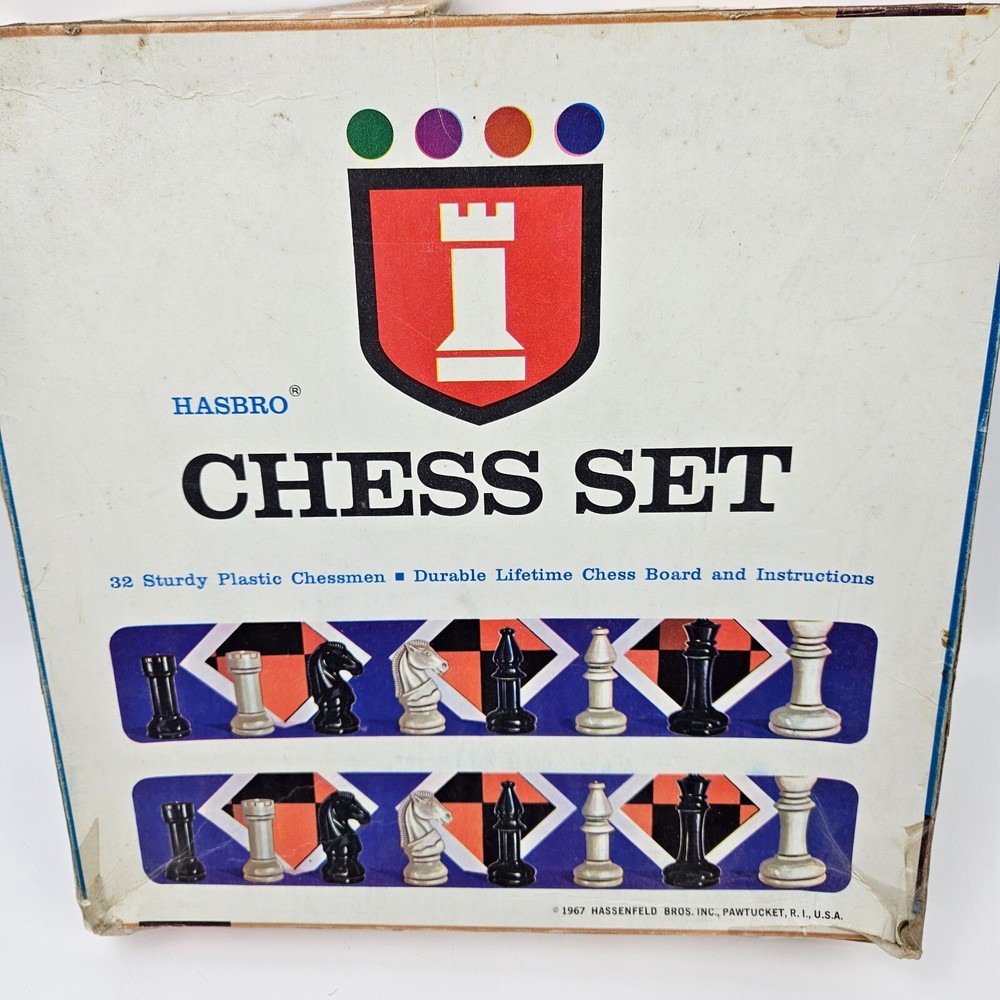 HASBRO®
CHESS SET
32 Sturdy Plastic Chessmen ■ Durable Lifetime Chess Board and Instructions
© 1967 HASSENFELD BROS. INC., PAWTUCKET, R. I., U.S.A.